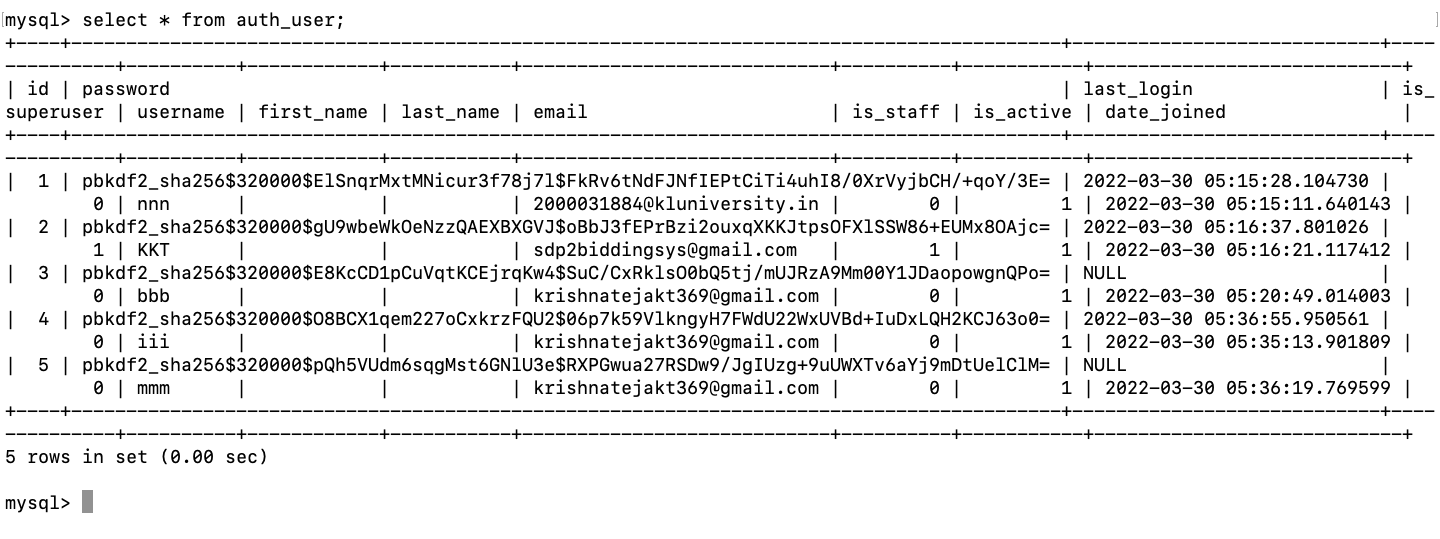 mysql> select * from auth_user;
+----+------------------------------------------------------------------------------------------+----------------------------+----
----------+----------+------------+-----------+----------------------------+----------+-----------+----------------------------+
| id | password                                                                                 | last_login                 | is_
superuser | username | first_name | last_name | email                      | is_staff | is_active | date_joined                |
+----+------------------------------------------------------------------------------------------+----------------------------+----
----------+----------+------------+-----------+----------------------------+----------+-----------+----------------------------+
|  1 | pbkdf2_sha256$320000$ElSnqrMxtMNicur3f78j7l$FkRv6tNdFJNfIEPtCiTi4uhI8/0XrVyjbCH/+qoY/3E= | 2022-03-30 05:15:28.104730 |
        0 | nnn      |            |           | 2000031884@kluniversity.in |        0 |         1 | 2022-03-30 05:15:11.640143 |
|  2 | pbkdf2_sha256$320000$gU9wbeWkOeNzzQAEXBXGVJ$oBbJ3fEPrBzi2ouxqXKKJtpsOFXlSSW86+EUMx8OAjc= | 2022-03-30 05:16:37.801026 |
        1 | KKT      |            |           | sdp2biddingsys@gmail.com   |        1 |         1 | 2022-03-30 05:16:21.117412 |
|  3 | pbkdf2_sha256$320000$E8KcCD1pCuVqtKCEjrqKw4$SuC/CxRklsO0bQ5tj/mUJRzA9Mm00Y1JDaopowgnQPo= | NULL                       |
        0 | bbb      |            |           | krishnatejakt369@gmail.com |        0 |         1 | 2022-03-30 05:20:49.014003 |
|  4 | pbkdf2_sha256$320000$O8BCX1qem227oCxkrzFQU2$06p7k59VlkngyH7FWdU22WxUVBd+IuDxLQH2KCJ63o0= | 2022-03-30 05:36:55.950561 |
        0 | iii      |            |           | krishnatejakt369@gmail.com |        0 |         1 | 2022-03-30 05:35:13.901809 |
|  5 | pbkdf2_sha256$320000$pQh5VUdm6sqgMst6GNlU3e$RXPGwua27RSDw9/JgIUzg+9uUWXTv6aYj9mDtUelClM= | NULL                       |
        0 | mmm      |            |           | krishnatejakt369@gmail.com |        0 |         1 | 2022-03-30 05:36:19.769599 |
+----+------------------------------------------------------------------------------------------+----------------------------+----
----------+----------+------------+-----------+----------------------------+----------+-----------+----------------------------+
5 rows in set (0.00 sec)
mysql>